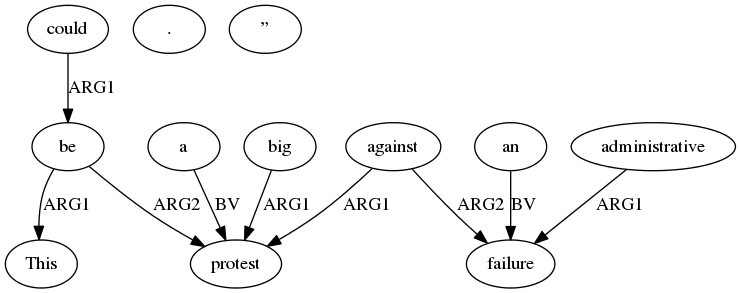 could . ”
ARG1
be a big against an administrative
ARG1 ARG2 BV ARG1 ARG1 ARG2 BV ARG1
This protest failure